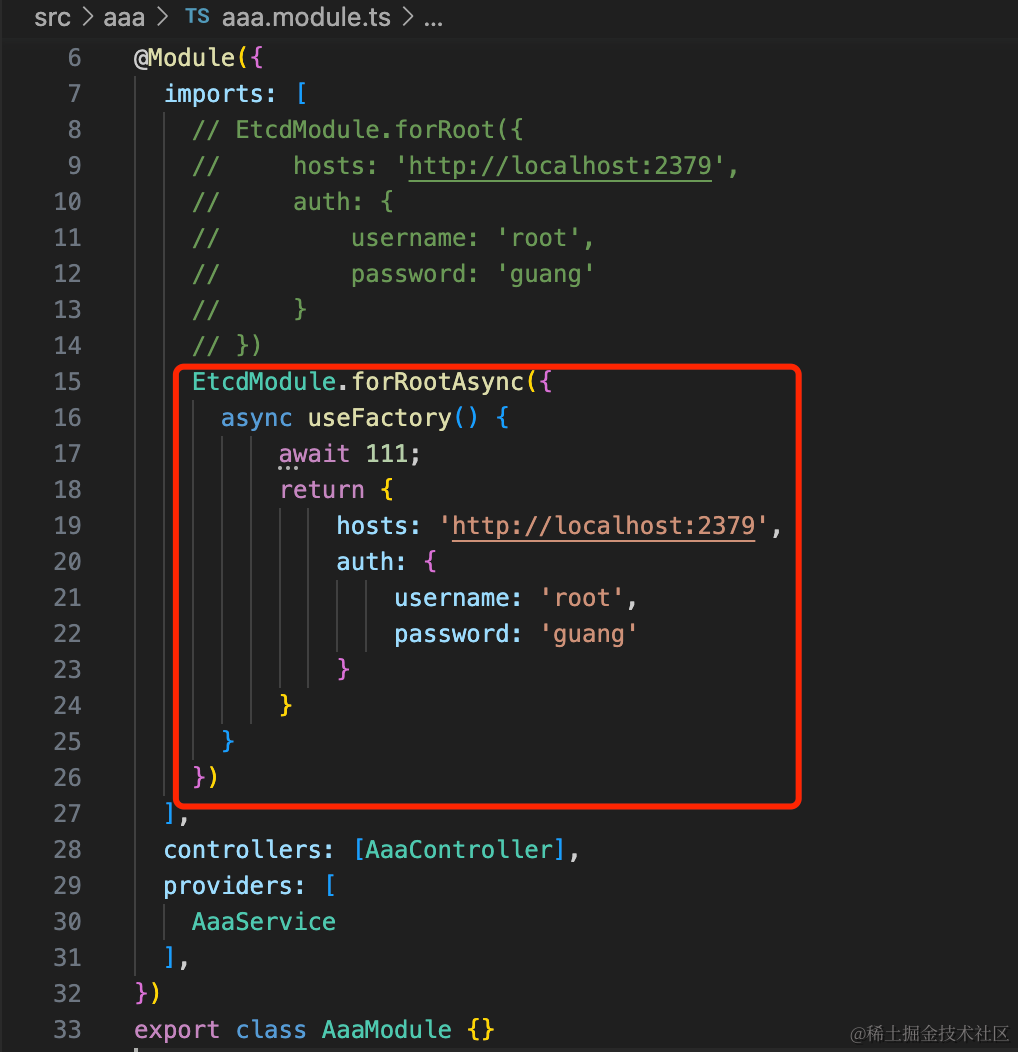 src > aaa > TS aaa.module.ts > ...
6 @Module({
7 imports: [
8 // EtcdModule.forRoot({
9 //     hosts: 'http://localhost:2379',
10 //     auth: {
11 //         username: 'root',
12 //         password: 'guang'
13 //     }
14 // })
15 EtcdModule.forRootAsync({
16 async useFactory() {
17 await 111;
18 return {
19 hosts: 'http://localhost:2379',
20 auth: {
21 username: 'root',
22 password: 'guang'
23 }
24 }
25 }
26 })
27 ],
28 controllers: [AaaController],
29 providers: [
30 AaaService
31 ],
32 })
33 export class AaaModule {}
@稀土掘金技术社区